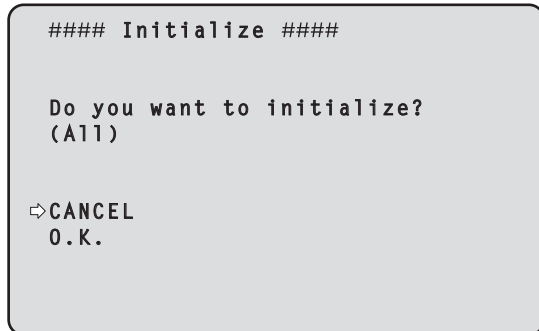 #### Initialize ####
Do you want to initialize?
(All)
⇨CANCEL
O.K.